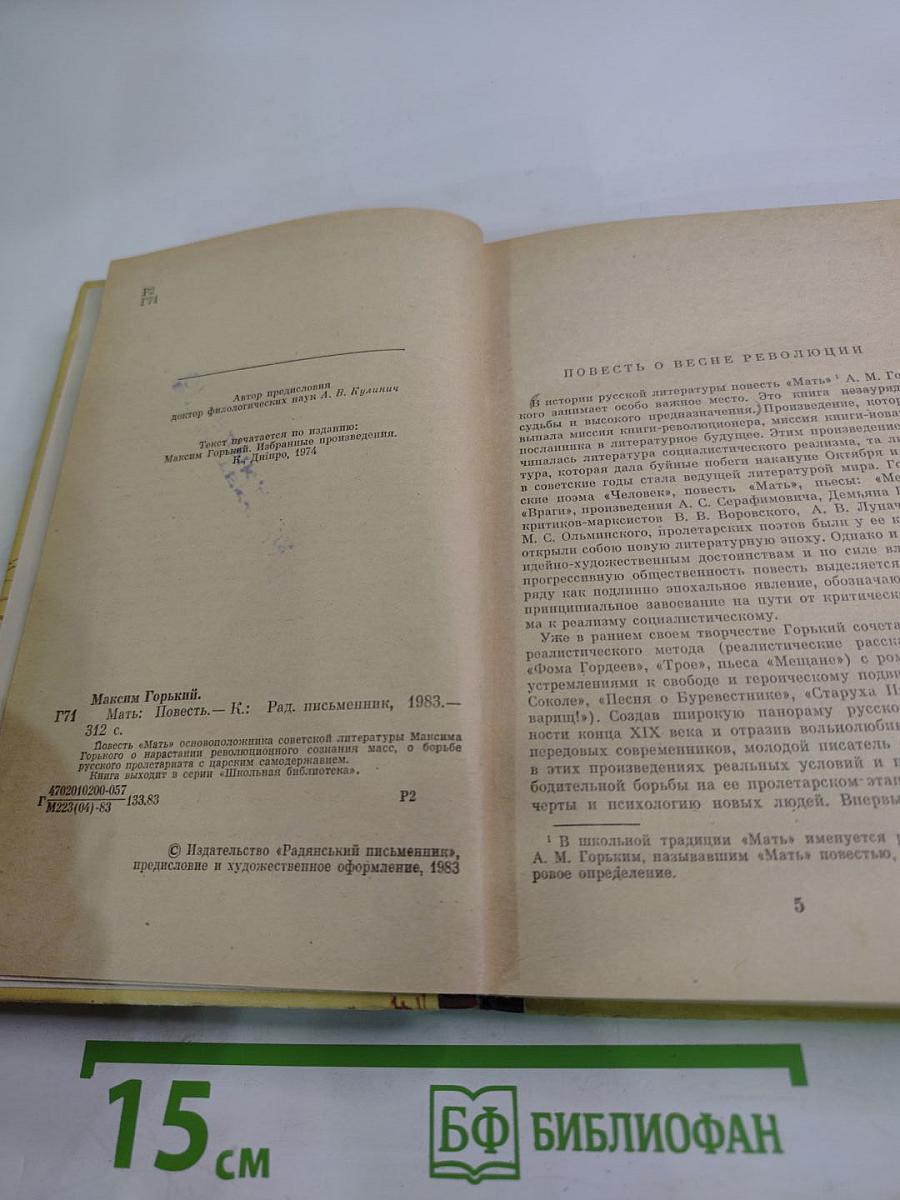 Р2
Г71
Автор предисловия
доктор филологических наук А. В. Кулинич
Текст печатается по изданию:
Максим Горький. Избранные произведения.
К., Дніпро, 1974
Максим Горький.
Г71 Мать: Повесть.— К.: Рад. письменник, 1983.—
312 с.
Повесть «Мать» основоположника советской литературы Максима
Горького о нарастании революционного сознания масс, о борьбе
русского пролетариата с царским самодержавием.
Книга выходит в серии «Школьная библиотека».
Г 4702010200-057
М223(04)-83 133.83 Р2
© Издательство «Радянський письменник»,
предисловие и художественное оформление, 1983
ПОВЕСТЬ О ВЕСНЕ РЕВОЛЮЦИИ
В истории русской литературы повесть «Мать» ¹ А. М. Го
кого занимает особо важное место. Это книга незауряд
судьбы и высокого предназначения. Произведение, котор
выпала миссия книги-революционера, миссия книги-нова
посланника в литературное будущее. Этим произведение
чиналась литература социалистического реализма, та ли
тура, которая дала буйные побеги накануне Октября и
в советские годы стала ведущей литературой мира. Го
ские поэма «Человек», повесть «Мать», пьесы: «Ме
«Враги», произведения А. С. Серафимовича, Демьяна
критиков-марксистов В. В. Воровского, А. В. Лунач
М. С. Ольминского, пролетарских поэтов были у ее к
открыли собою новую литературную эпоху. Однако и
идейно-художественным достоинствам и по силе вл
прогрессивную общественность повесть выделяется
ряду как подлинно эпохальное явление, обозначаю
принципиальное завоевание на пути от критическо
ма к реализму социалистическому.
Уже в раннем своем творчестве Горький сочета
реалистического метода (реалистические расска
«Фома Гордеев», «Трое», пьеса «Мещане») с ром
устремлениями к свободе и героическому подви
Соколе», «Песня о Буревестнике», «Старуха И
варищ!»). Создав широкую панораму русско
ности конца XIX века и отразив вольнолюби
передовых современников, молодой писатель
в этих произведениях реальных условий и п
бодительной борьбы на ее пролетарском этап
черты и психологию новых людей. Впервы
¹ В школьной традиции «Мать» именуется р
А. М. Горьким, называвшим «Мать» повестью,
ровое определение.
5
15 см
БФ БИБЛИОФАН